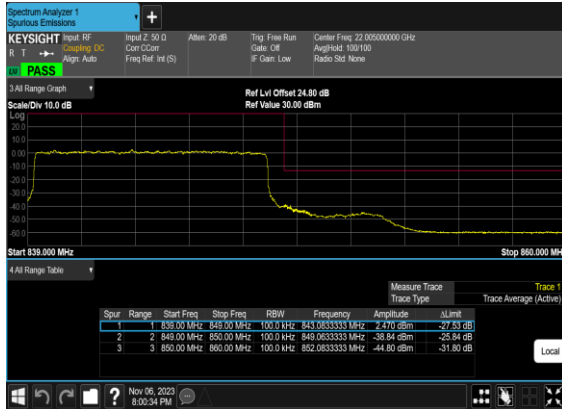 Spectrum Analyzer 1
Spurious Emissions
+
KEYSIGHT Input: RF Input Z: 50 Ω Atten: 20 dB Trig: Free Run Center Freq: 22.005000000 GHz
R T Coupling: DC Corr CCorr Gate: Off Avg|Hold: 100/100
Align: Auto Freq Ref: Int (S) IF Gain: Low Radio Std: None
PASS
3 All Range Graph
Ref Lvl Offset 24.80 dB
Scale/Div 10.0 dB Ref Value 30.00 dBm
Log
20.0
10.0
0.00
-10.0
-20.0
-30.0
-40.0
-50.0
-60.0
Start 839.000 MHz Stop 860.000 MH
4 All Range Table
Measure Trace Trace 1
Trace Type Trace Average (Active)
Spur Range Start Freq Stop Freq RBW Frequency Amplitude ΔLimit
1 1 839.00 MHz 849.00 MHz 100.0 kHz 843.0833333 MHz 2.470 dBm -27.53 dB
2 2 849.00 MHz 850.00 MHz 100.0 kHz 849.0633333 MHz -38.84 dBm -25.84 dB
3 3 850.00 MHz 860.00 MHz 100.0 kHz 852.0833333 MHz -44.80 dBm -31.80 dB
Local
? Nov 06, 2023
8:00:34 PM